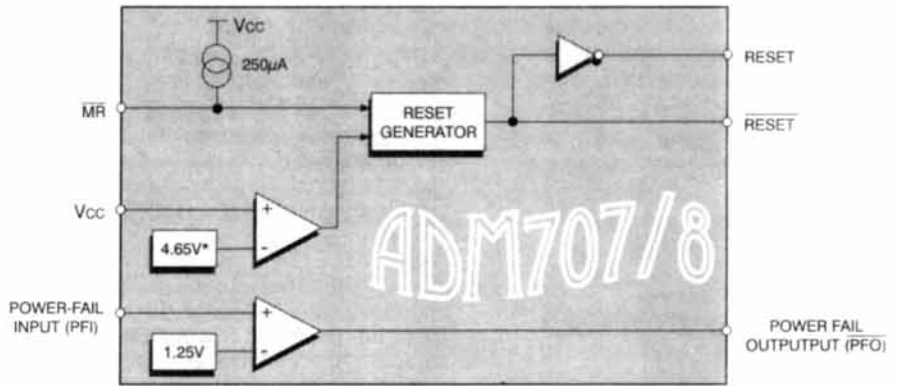 VCC
250µA
MR
RESET
GENERATOR
RESET
RESET
VCC
+
-
4.65V*
ADM707/8
POWER-FAIL
INPUT (PFI)
+
-
1.25V
POWER FAIL
OUTPUTPUT (PFO)